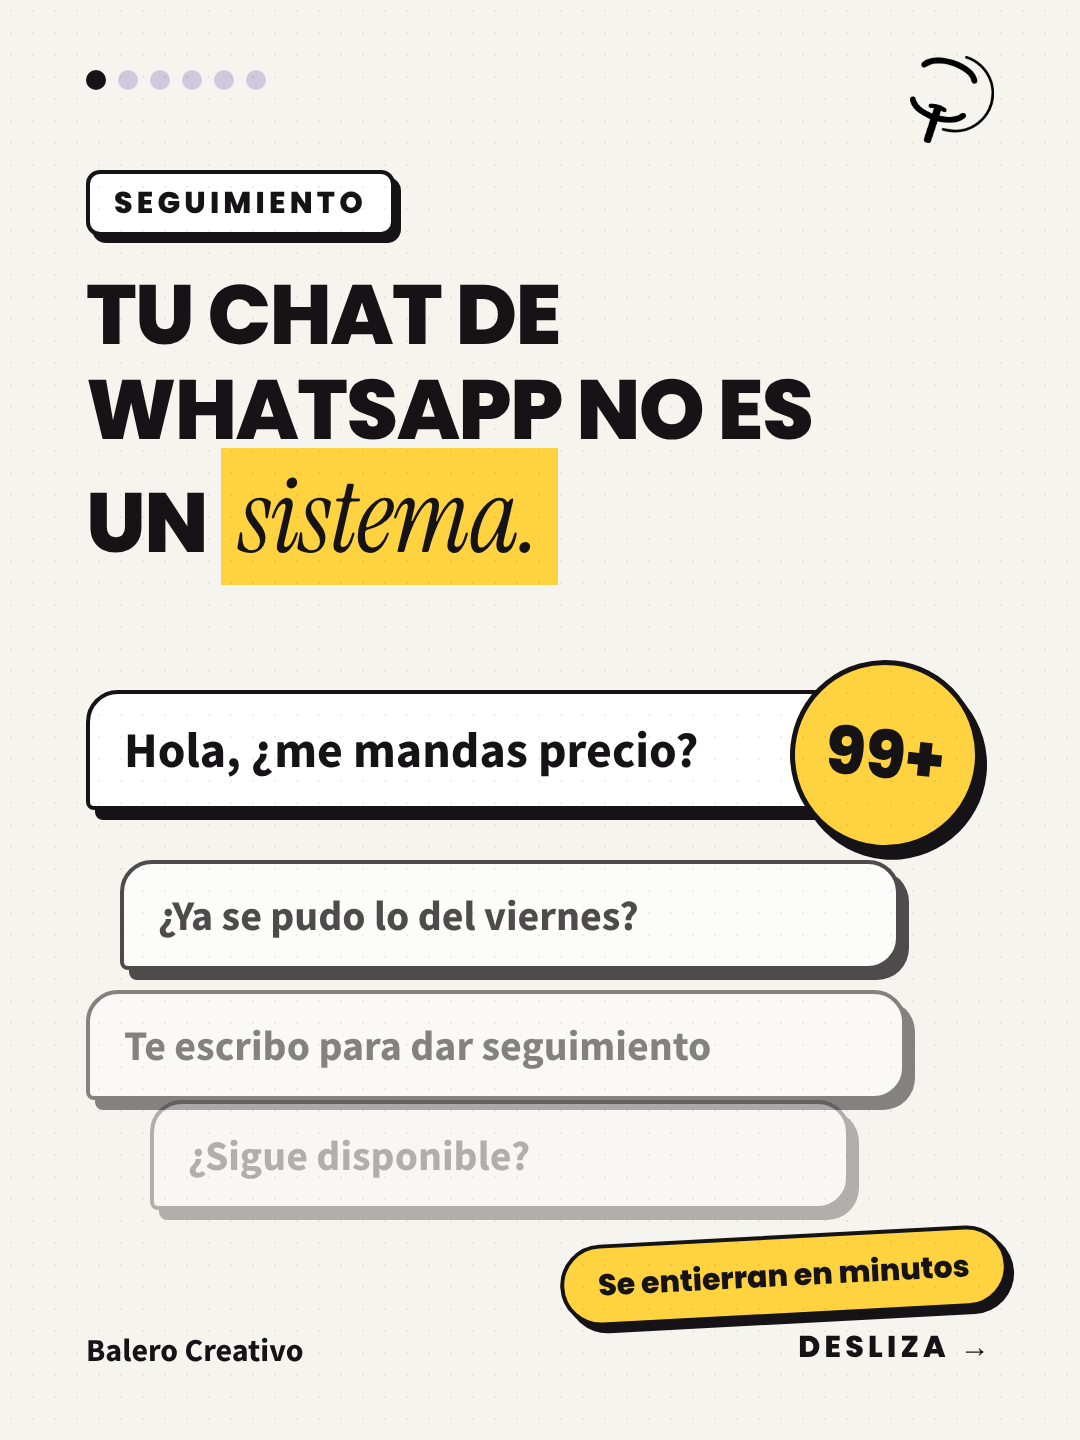 SEGUIMIENTO
TU CHAT DE
WHATSAPP NO ES
UN sistema.
Hola, ¿me mandas precio?
99+
¿Ya se pudo lo del viernes?
Te escribo para dar seguimiento
¿Sigue disponible?
Se entierran en minutos
Balero Creativo
DESLIZA →